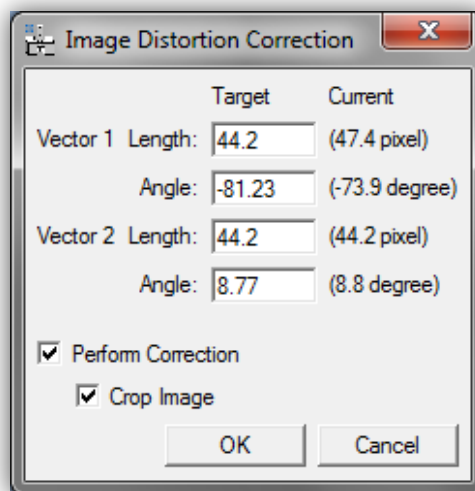 Image Distortion Correction
Target Current
Vector 1 Length: 44.2 (47.4 pixel)
Angle: -81.23 (-73.9 degree)
Vector 2 Length: 44.2 (44.2 pixel)
Angle: 8.77 (8.8 degree)
Perform Correction
Crop Image
OK Cancel